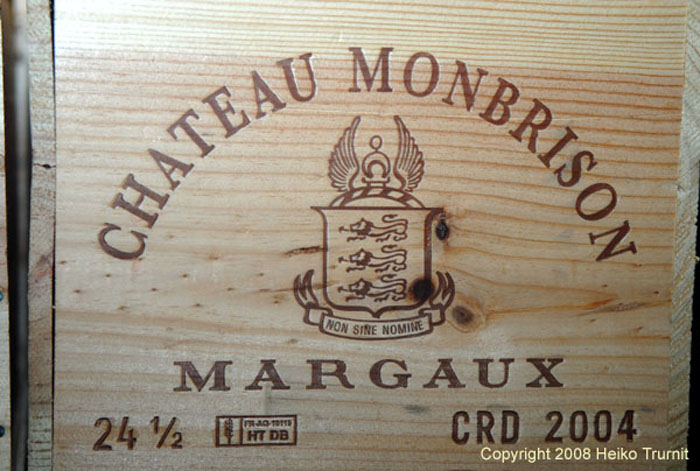 CHATEAU MONBRISON
NON SINE NOMINE
MARGAUX
24 ½
HT DB
CRD 2004
Copyright 2008 Heiko Trurnit